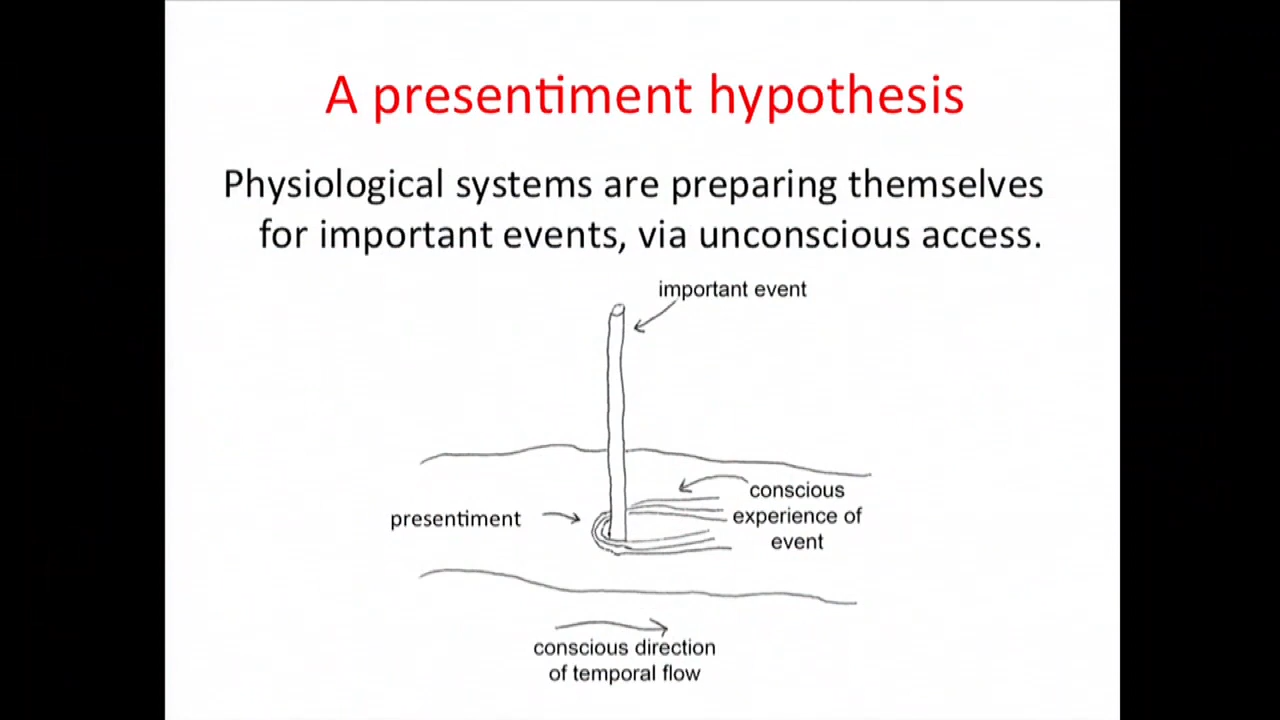 A presentiment hypothesis
Physiological systems are preparing themselves
for important events, via unconscious access.
important event
presentiment
conscious
experience of
event
conscious direction
of temporal flow